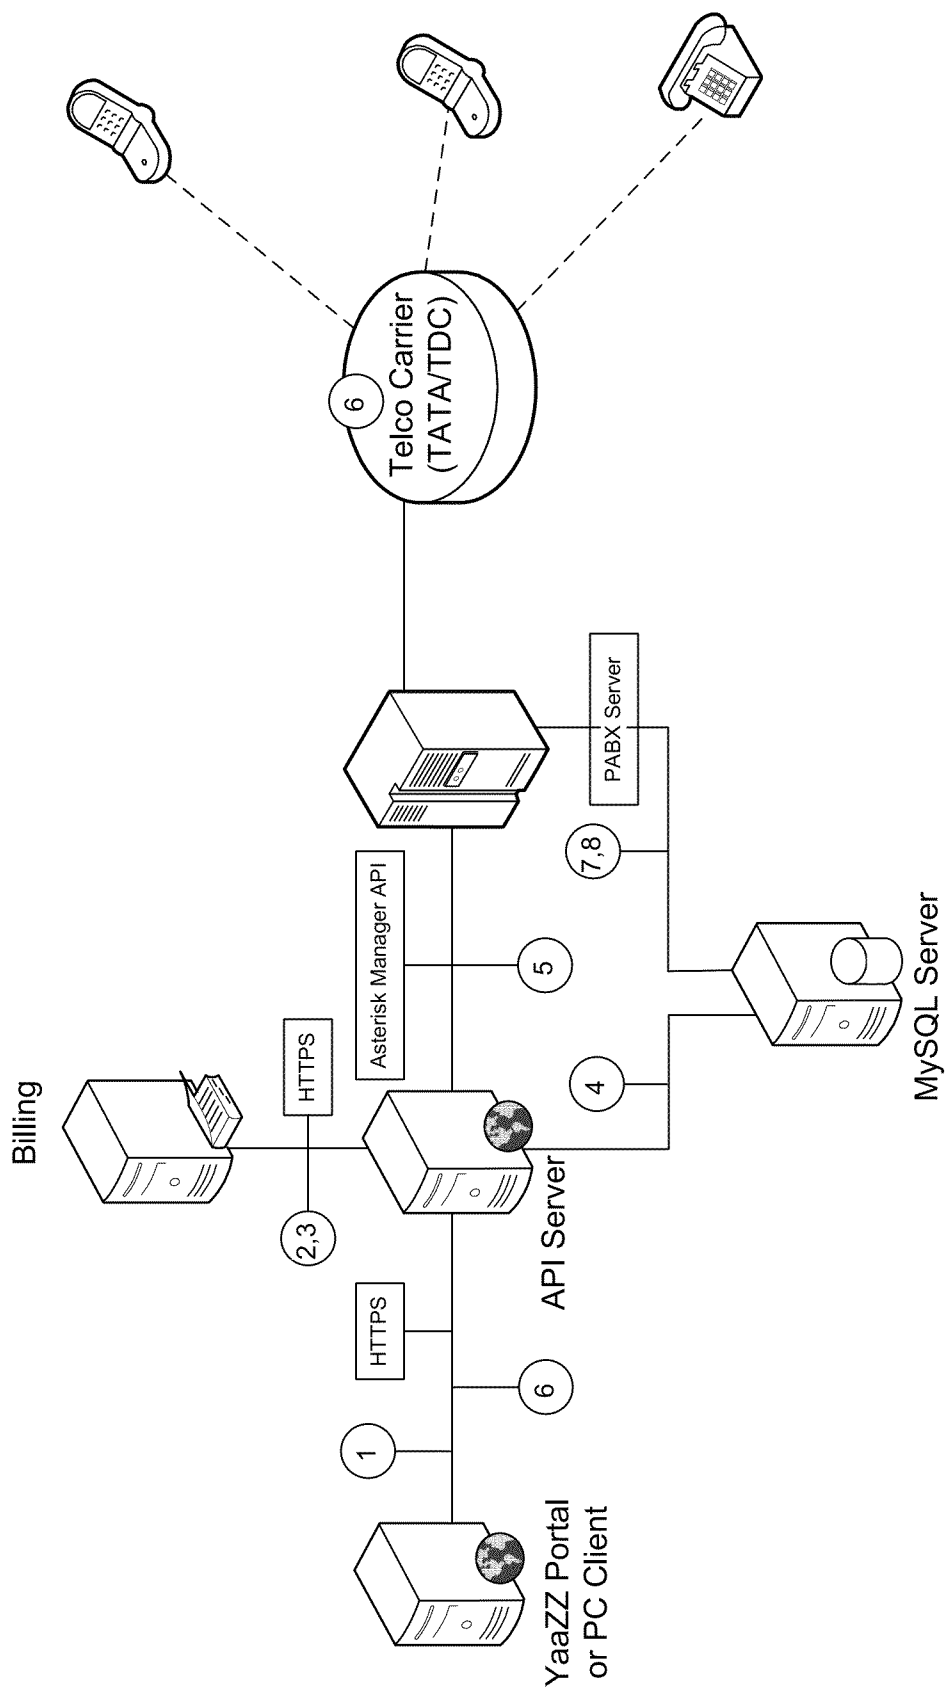 Billing
HTTPS
2,3
YaaZZ Portal
or PC Client
1
HTTPS
6
API Server
Asterisk Manager API
5
4
MySQL Server
7,8
PABX Server
6
Telco Carrier
(TATA/TDC)